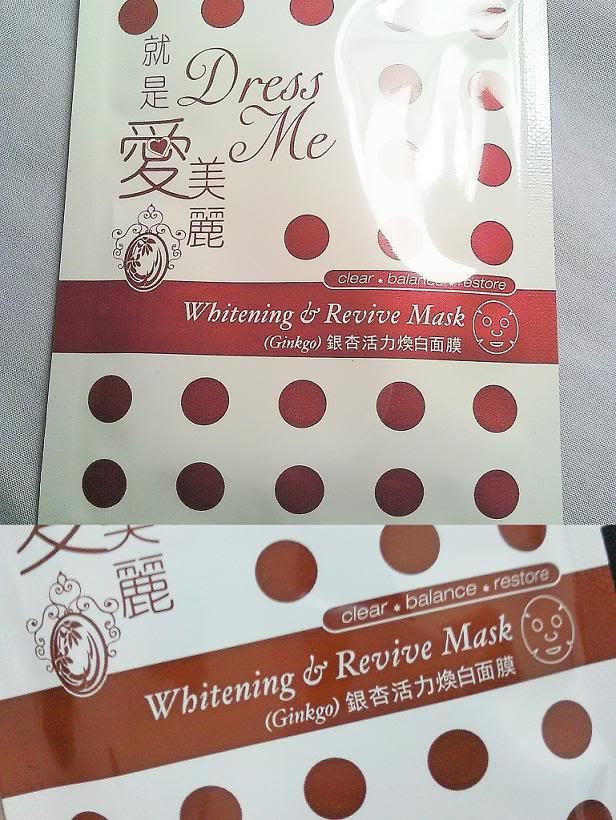 就是愛美麗
Dress
Me
clear • balance • restore
Whitening & Revive Mask
(Ginkgo) 銀杏活力煥白面膜
愛美麗
clear • balance • restore
Whitening & Revive Mask
(Ginkgo) 銀杏活力煥白面膜